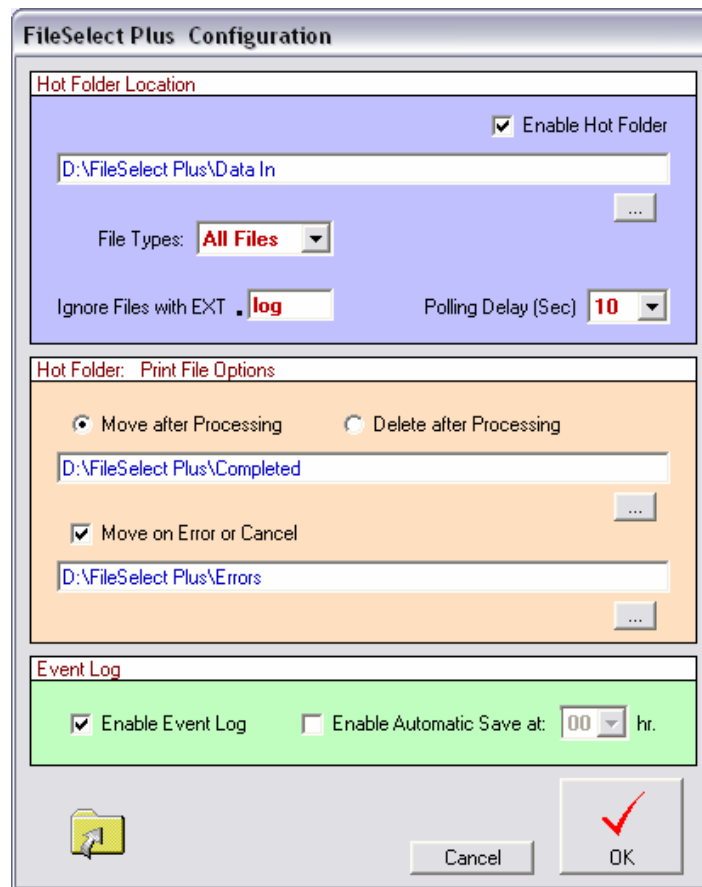 FileSelect Plus Configuration
Hot Folder Location
Enable Hot Folder
D:\FileSelect Plus\Data In
...
File Types: All Files
Ignore Files with EXT . log Polling Delay (Sec) 10
Hot Folder: Print File Options
Move after Processing Delete after Processing
D:\FileSelect Plus\Completed
...
Move on Error or Cancel
D:\FileSelect Plus\Errors
...
Event Log
Enable Event Log Enable Automatic Save at: 00 hr.
Cancel OK